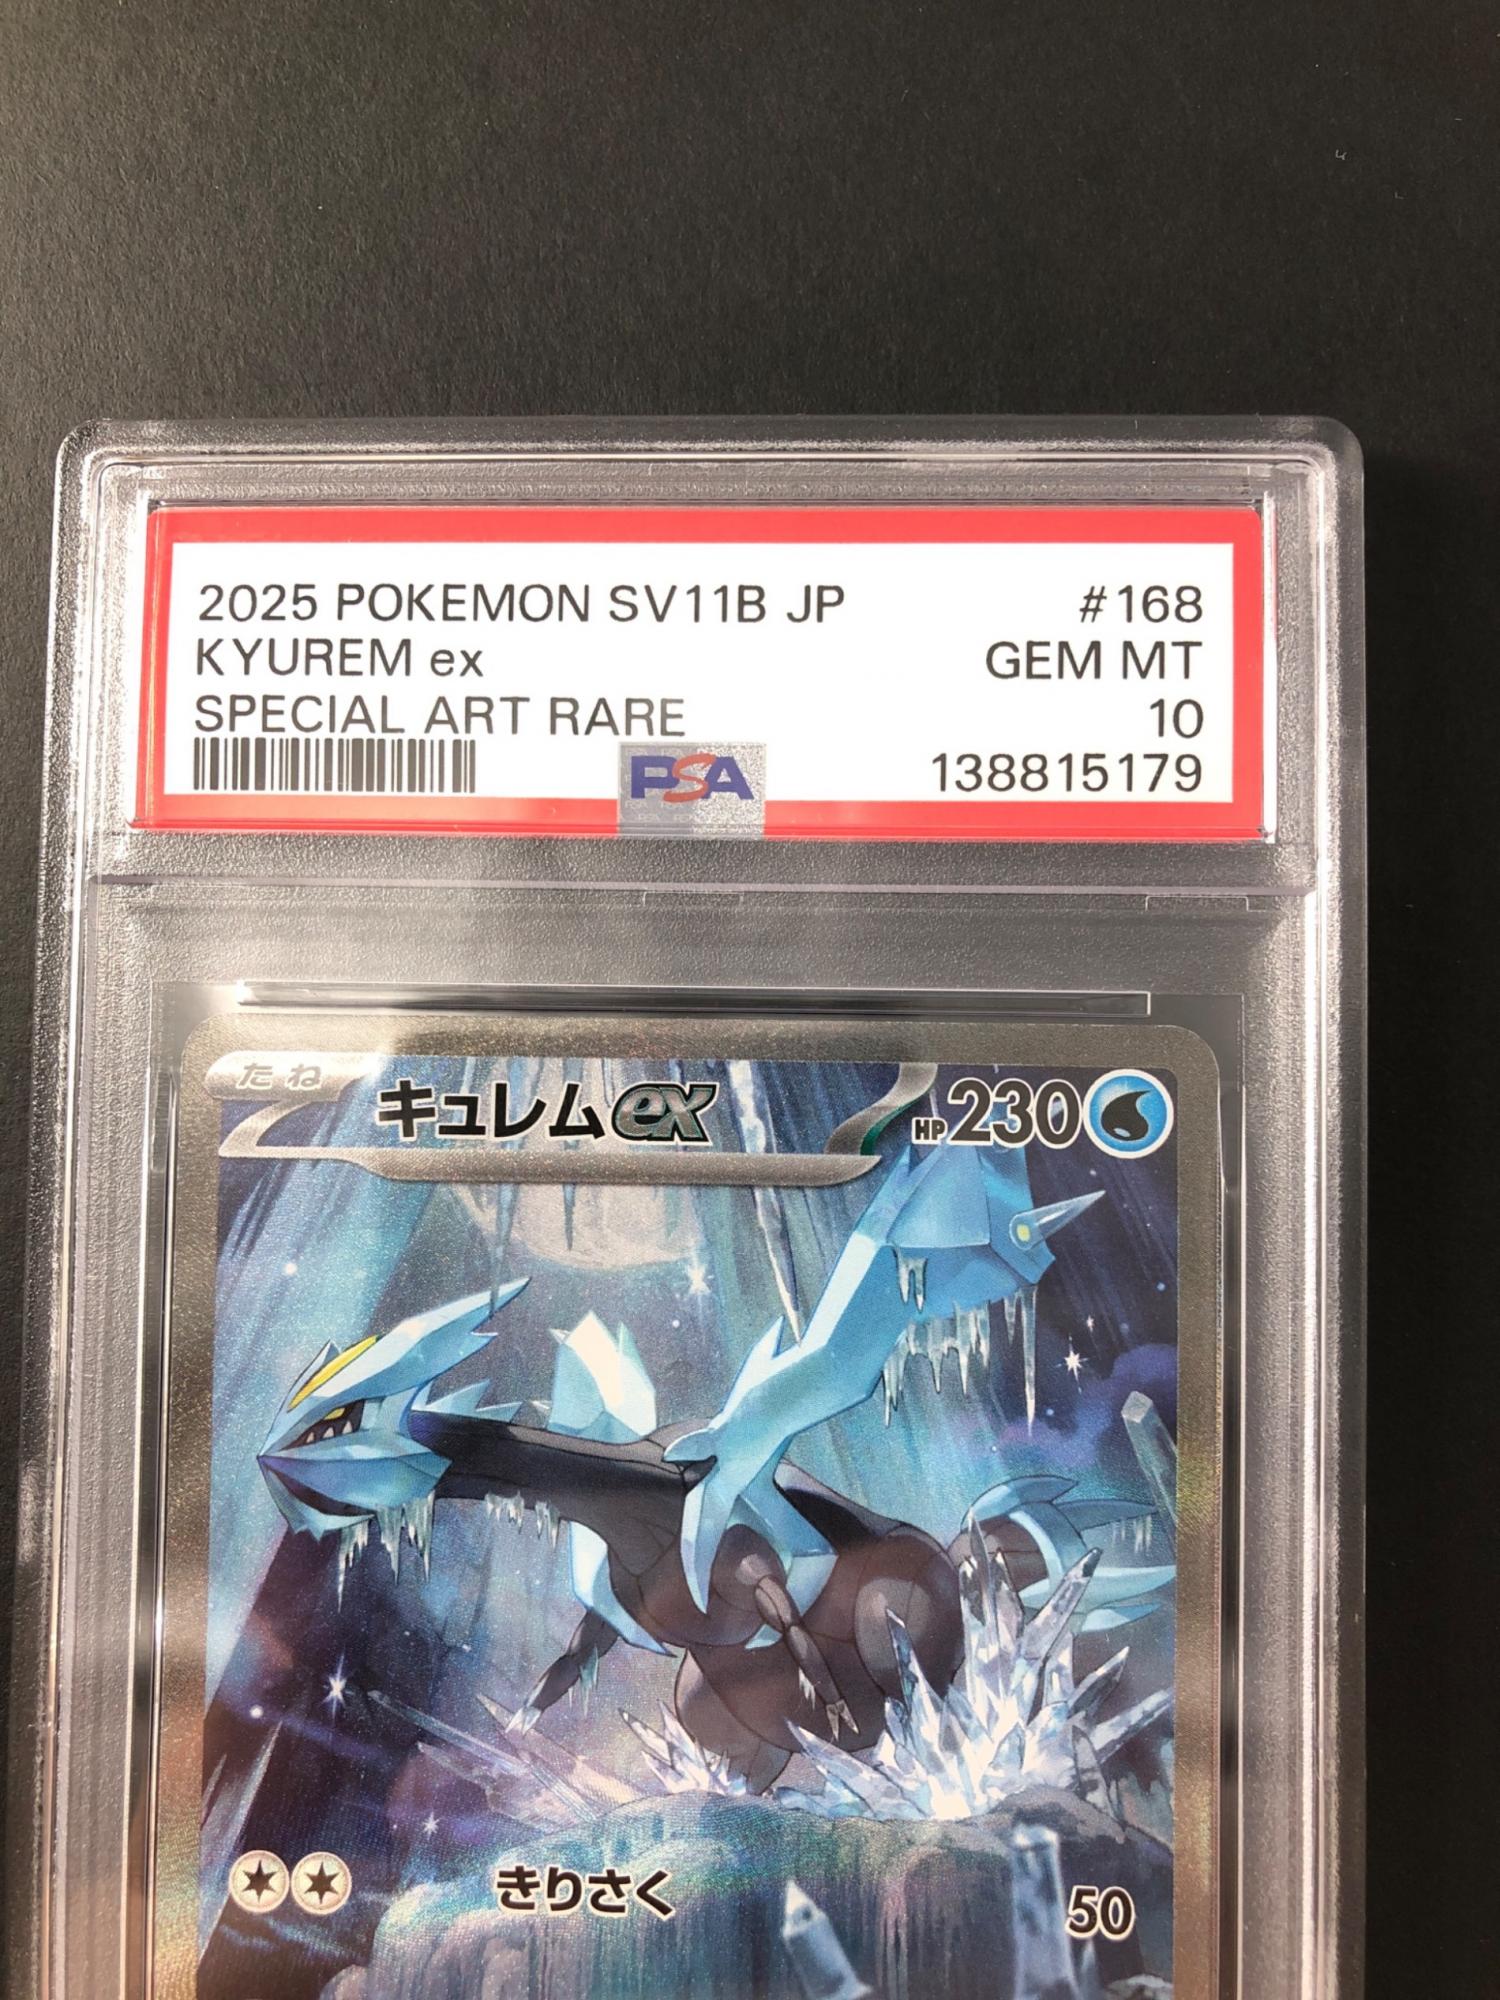 2025 POKEMON SV11B JP #168
KYUREM ex GEM MT
SPECIAL ART RARE 10
PSA 138815179
たね キュレムex HP230
きりさく 50